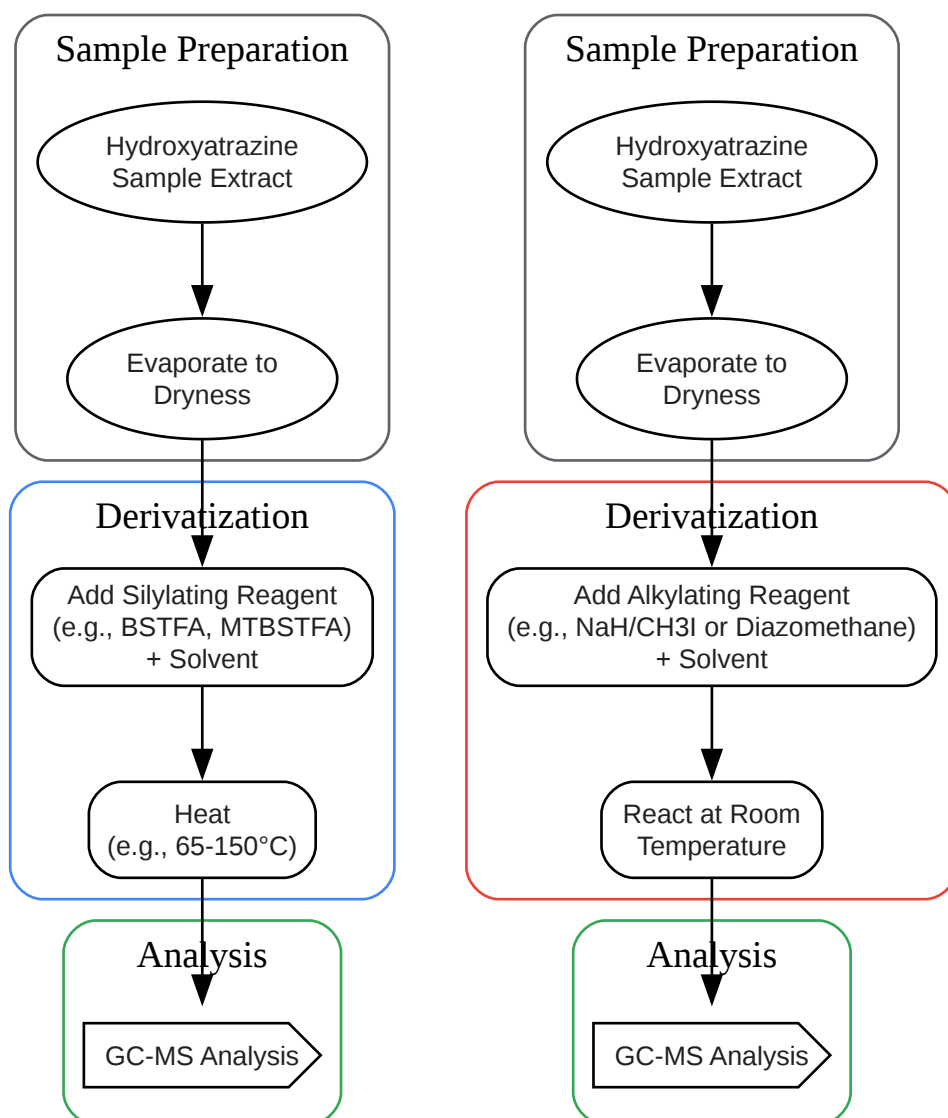 Sample Preparation
Hydroxyatrazine
Sample Extract
Evaporate to
Dryness
Derivatization
Add Silylating Reagent
(e.g., BSTFA, MTBSTFA)
+ Solvent
Heat
(e.g., 65-150°C)
Analysis
GC-MS Analysis
Sample Preparation
Hydroxyatrazine
Sample Extract
Evaporate to
Dryness
Derivatization
Add Alkylating Reagent
(e.g., NaH/CH3I or Diazomethane)
+ Solvent
React at Room
Temperature
Analysis
GC-MS Analysis